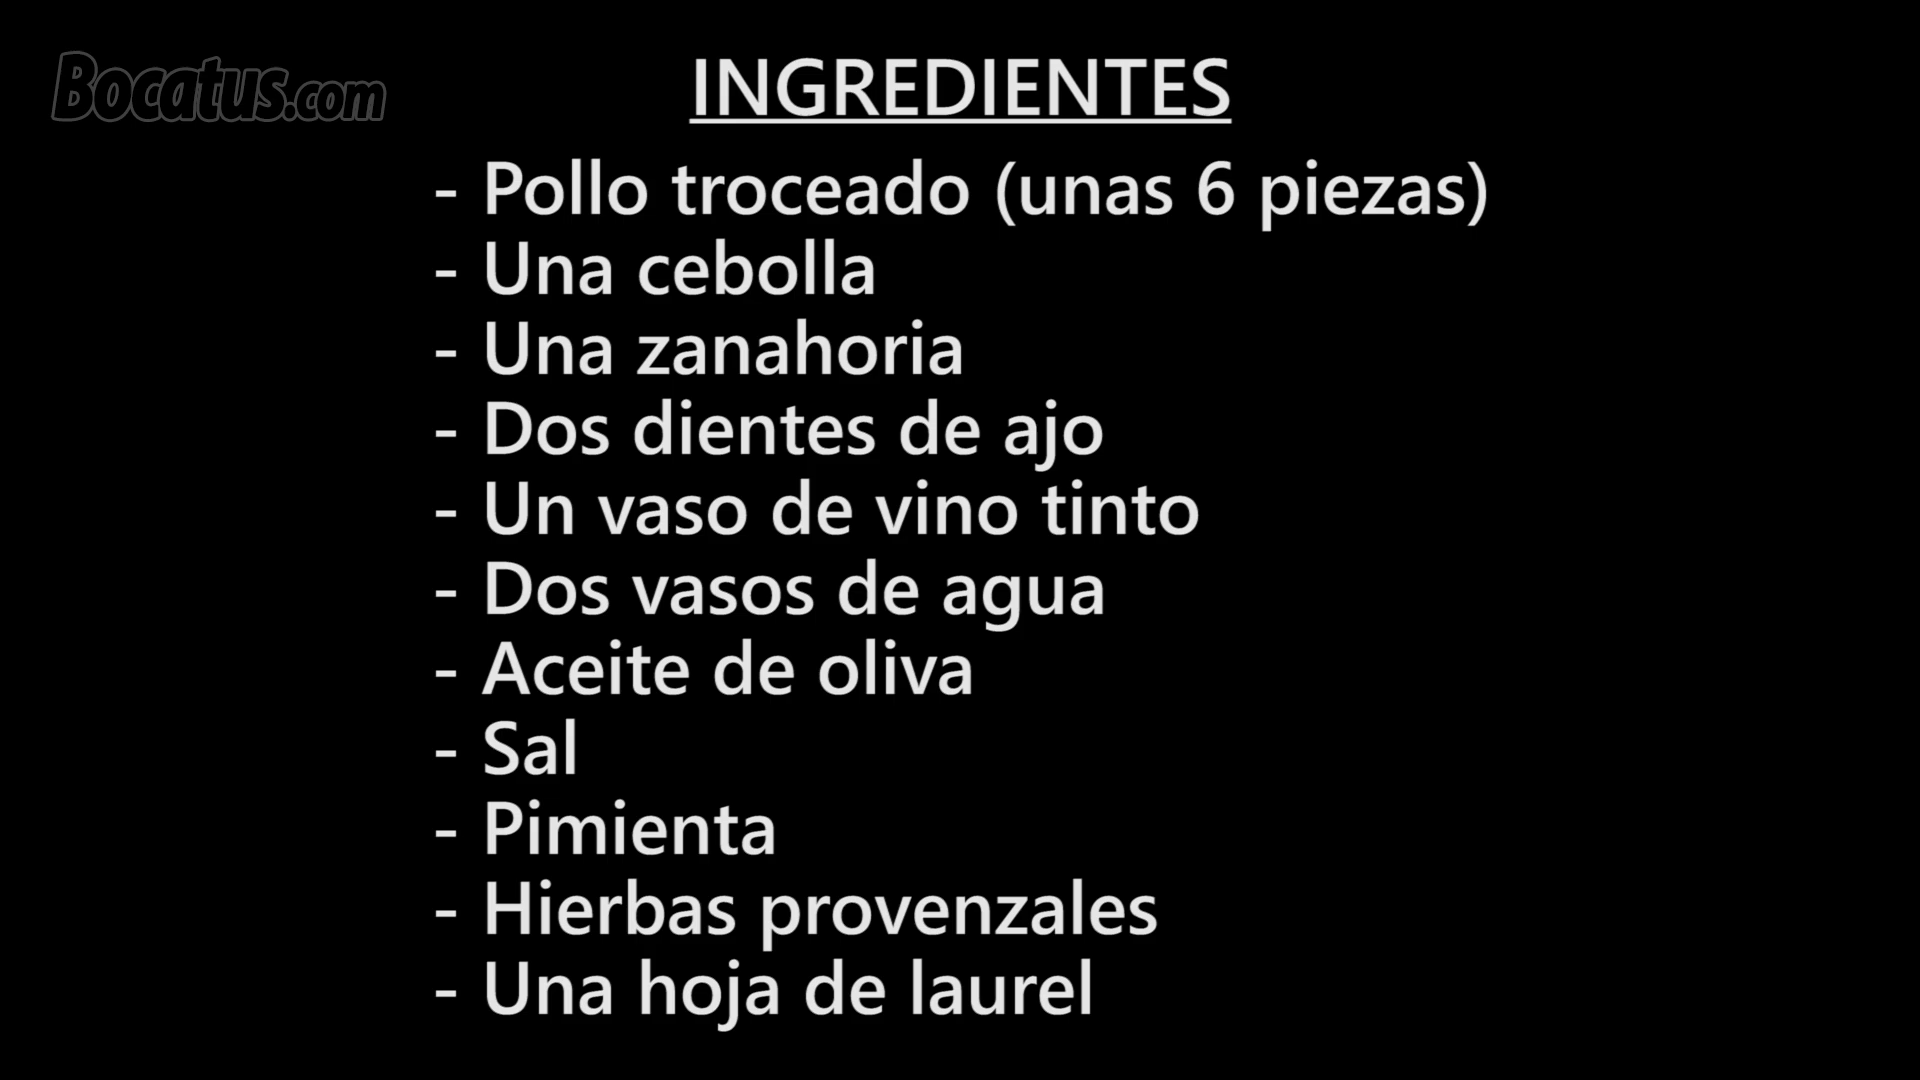 Bocatus.com
INGREDIENTES
- Pollo troceado (unas 6 piezas)
- Una cebolla
- Una zanahoria
- Dos dientes de ajo
- Un vaso de vino tinto
- Dos vasos de agua
- Aceite de oliva
- Sal
- Pimienta
- Hierbas provenzales
- Una hoja de laurel